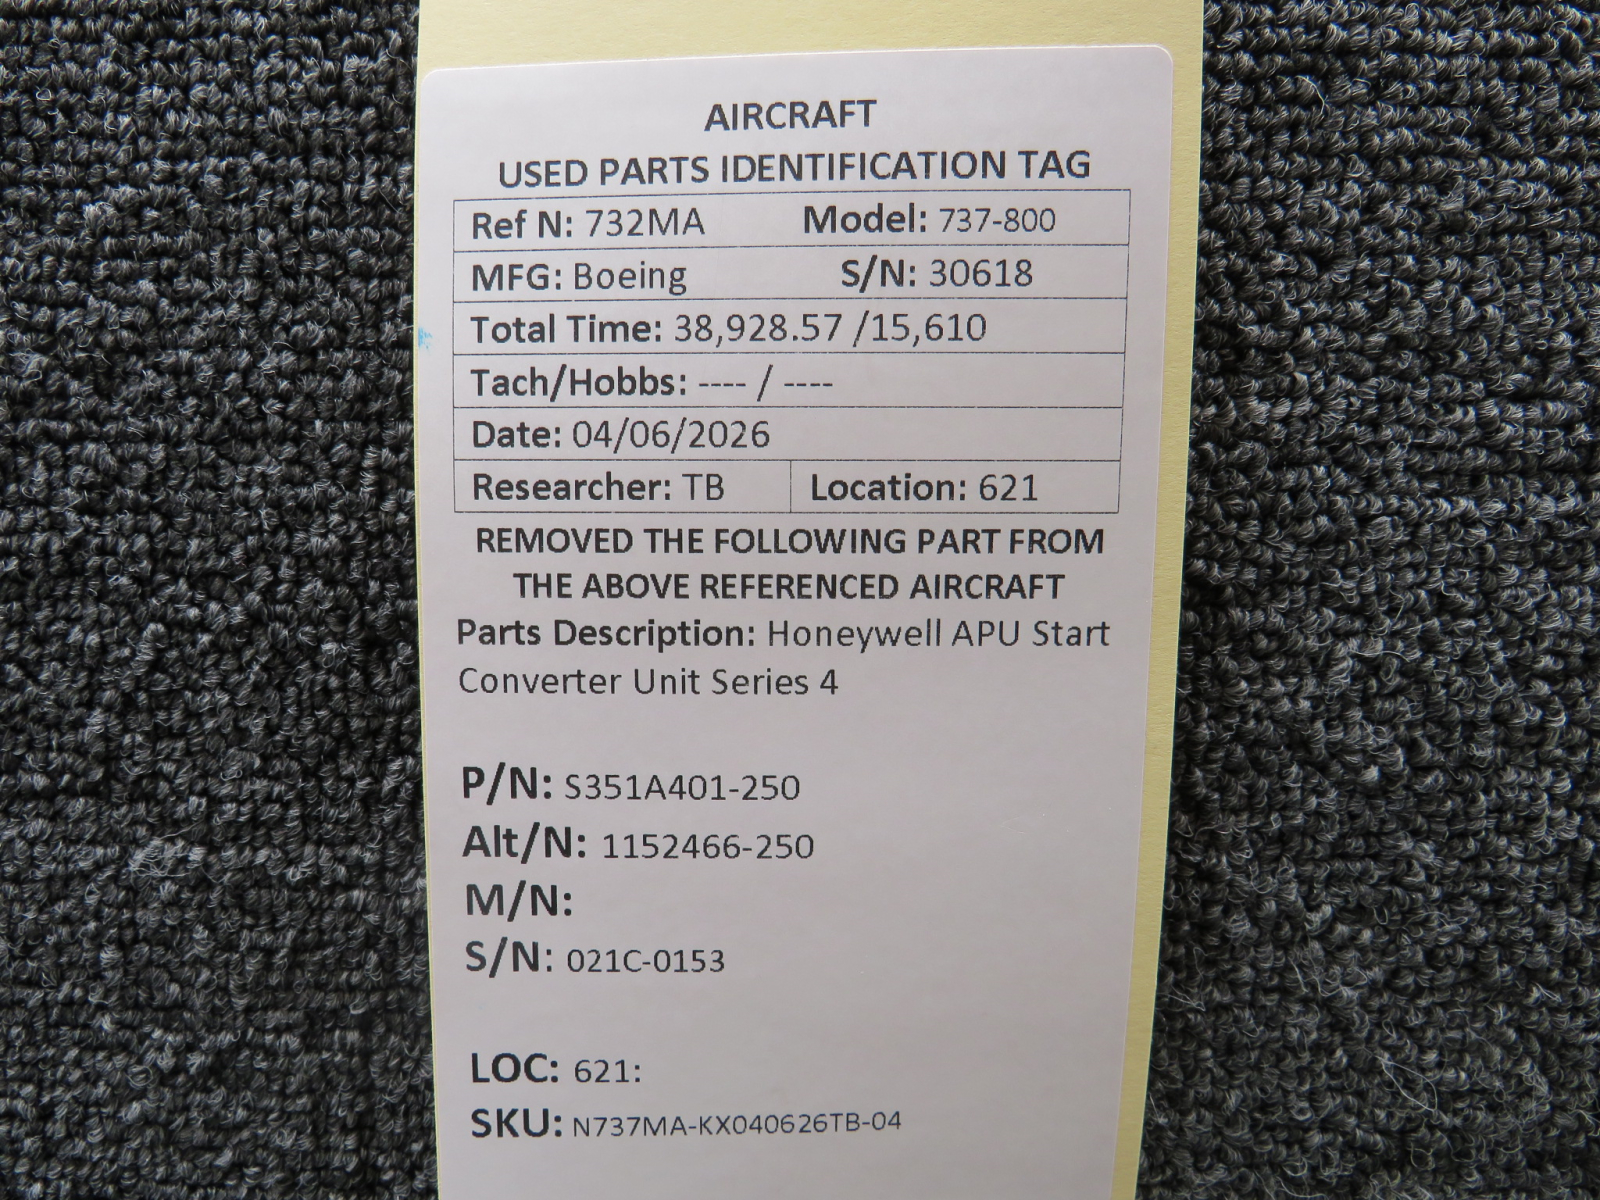 AIRCRAFT
USED PARTS IDENTIFICATION TAG
Ref N: 732MA Model: 737-800
MFG: Boeing S/N: 30618
Total Time: 38,928.57 /15,610
Tach/Hobbs: ---- / ----
Date: 04/06/2026
Researcher: TB Location: 621
REMOVED THE FOLLOWING PART FROM
THE ABOVE REFERENCED AIRCRAFT
Parts Description: Honeywell APU Start
Converter Unit Series 4
P/N: S351A401-250
Alt/N: 1152466-250
M/N:
S/N: 021C-0153
LOC: 621:
SKU: N737MA-KX040626TB-04